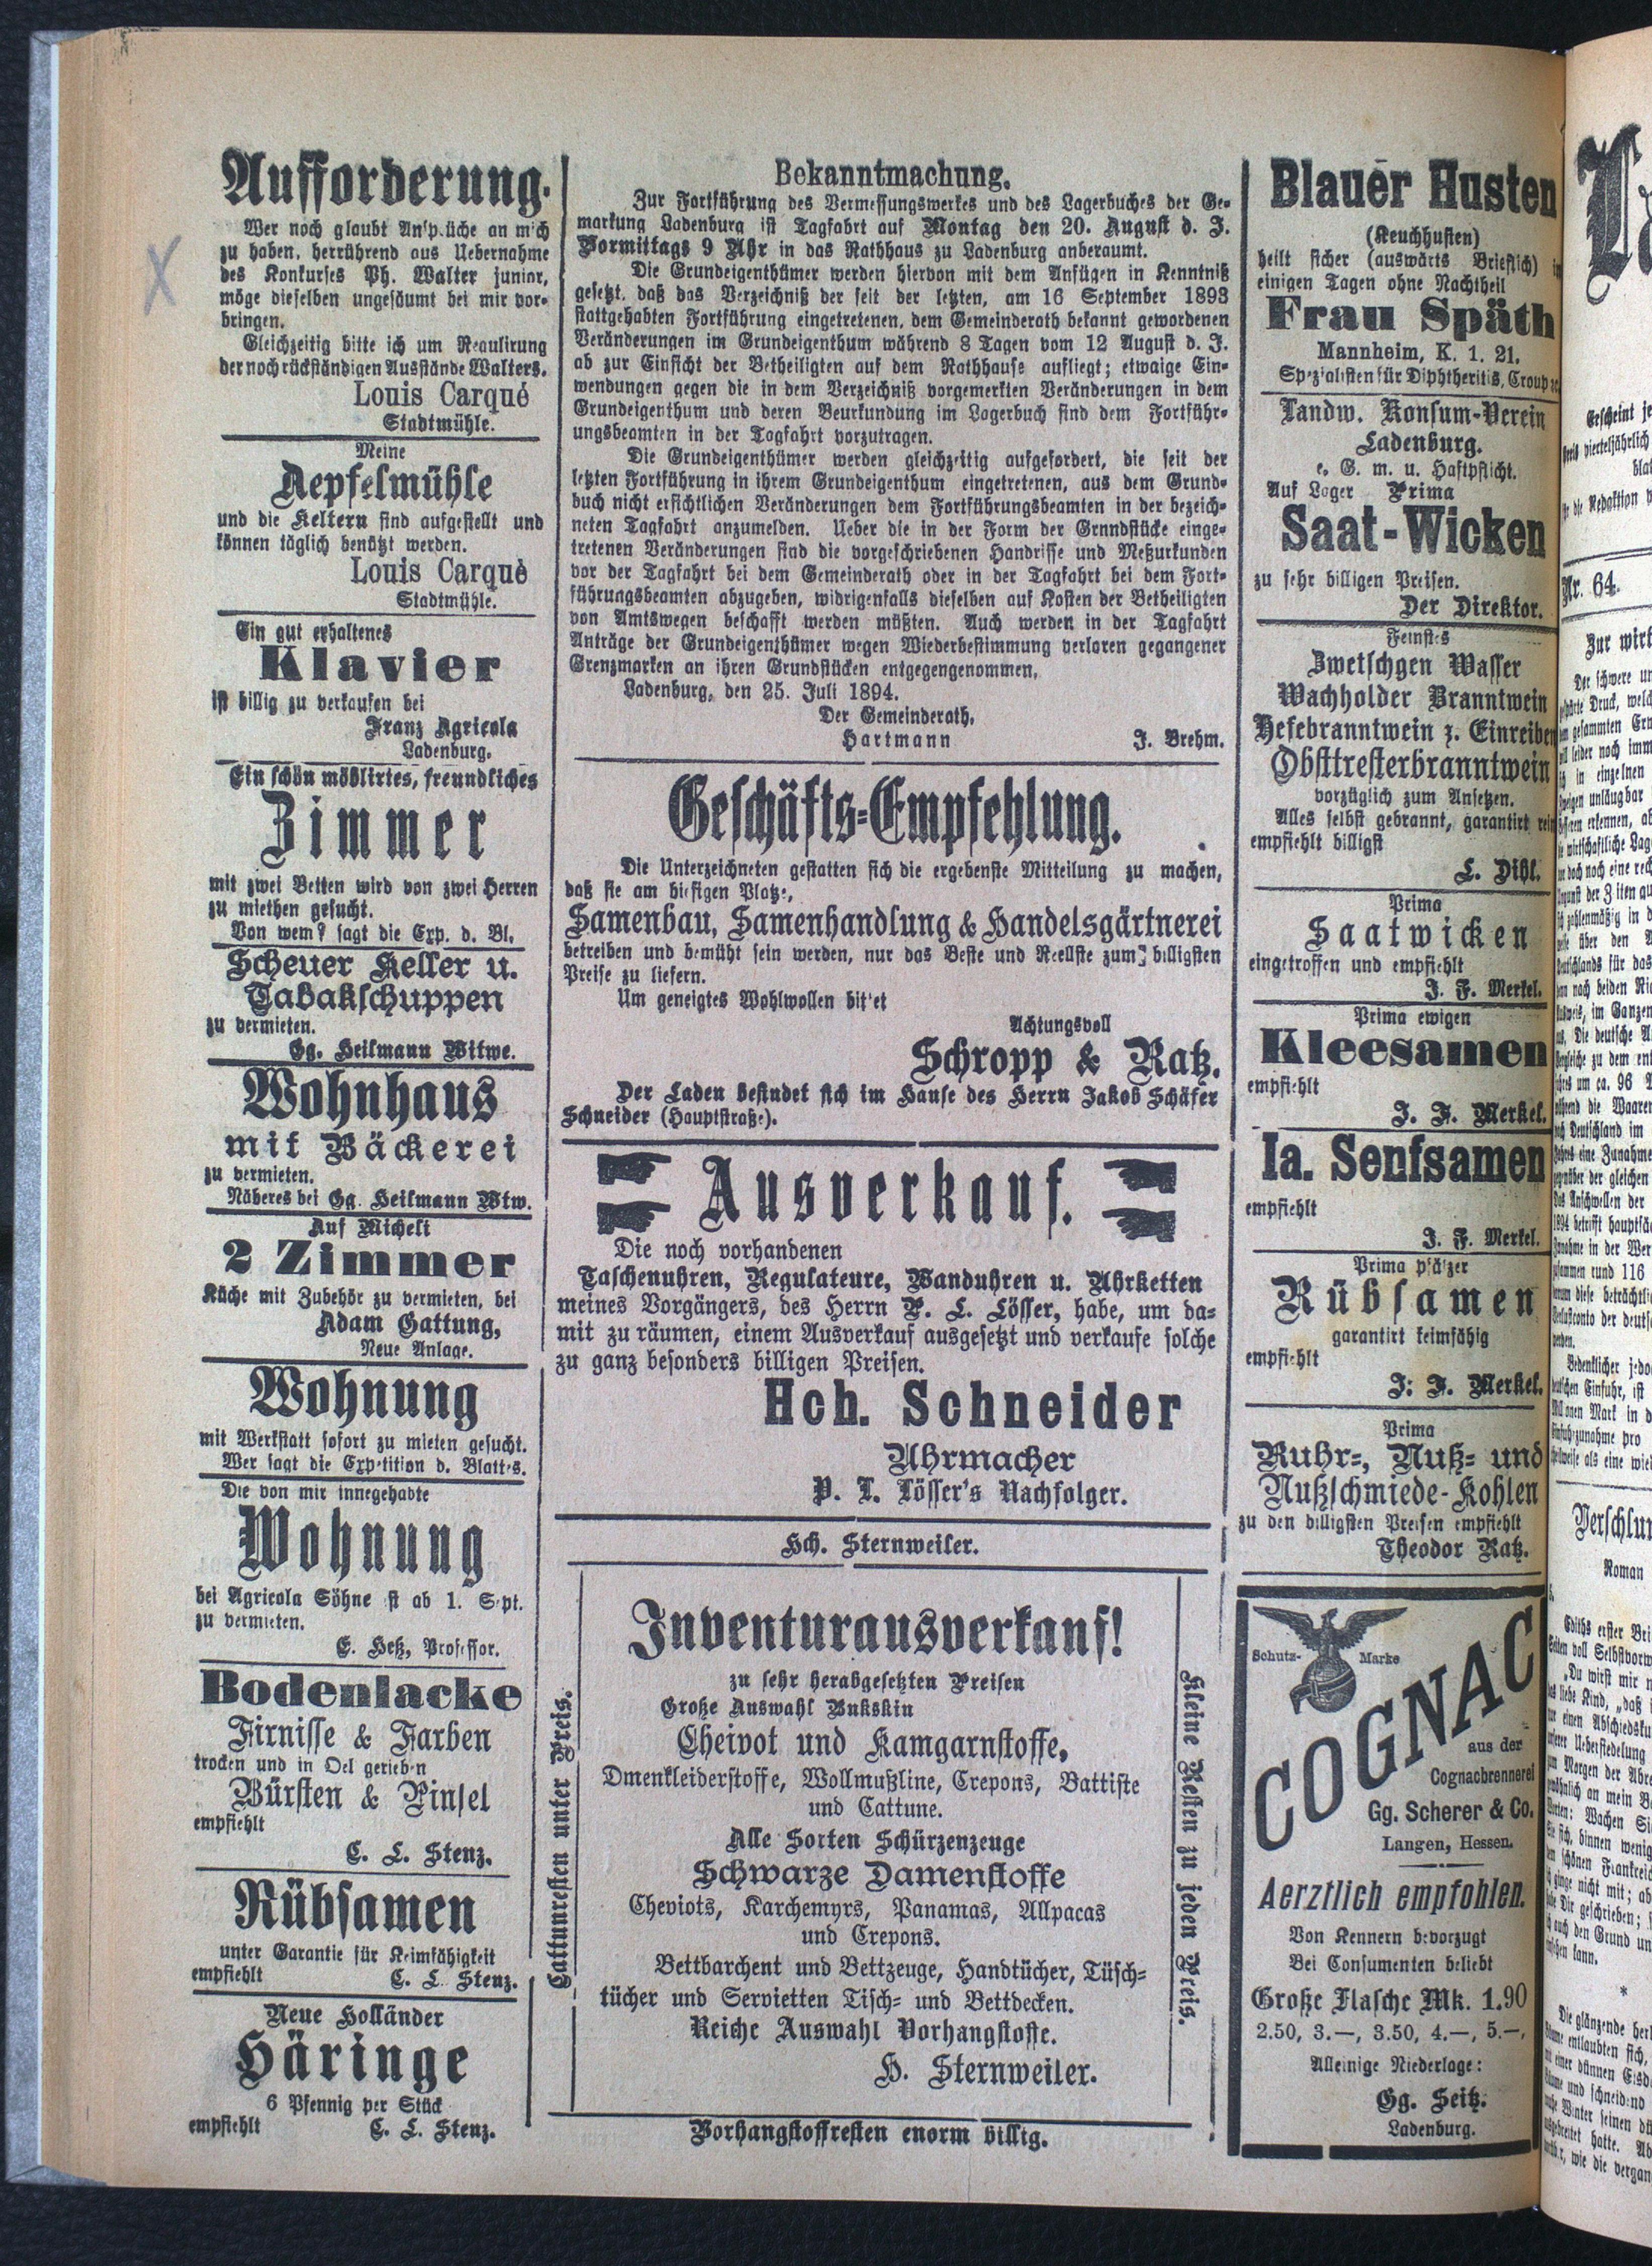 Aufforderung.
Wer noch glaubt Ansp.üche an mich
zu haben, herrührend aus Uebernahme
des Konkurses Ph. Walter junior,
möge dieselben ungesäumt bei mir vor-
bringen.
Gleichzeitig bitte ich um Regulirung
der noch rückständigen Ausstände Walters.
Louis Carqué
Stadtmühle.
Meine
Aepfelmühle
und die Keltern sind aufgestellt und
können täglich benützt werden.
Louis Carquè
Stadtmühle.
Ein gut erhaltenes
Klavier
ist billig zu verkaufen bei
Franz Agricola
Ladenburg.
Ein schön möblirtes, freundliches
Zimmer
mit zwei Betten wird von zwei Herren
zu miethen gesucht.
Von wem? sagt die Exp. d. Bl.
Scheuer Keller u.
Tabakschuppen
zu vermieten.
Gg. Heilmann Witwe.
Wohnhaus
mit Bäckerei
zu vermieten.
Näheres bei Gg. Heilmann Wtw.
Auf Micheli
2 Zimmer
Küche mit Zubehör zu vermieten, bei
Adam Gattung,
Neue Anlage.
Wohnung
mit Werkstatt sofort zu mieten gesucht.
Wer sagt die Exp-tition d. Blatt-s.
Die von mir innegehabte
Wohnung
bei Agricola Söhne st ab 1. S-pt.
zu vermieten.
E. Heß, Professor.
Bodenlacke
Firnisse & Farben
trocken und in Oel gerieb-n
Bürsten & Pinsel
empfiehlt
C. L. Stenz.
Rübsamen
unter Garantie für Keimfähigkeit
empfiehlt C. L Stenz.
Neue Holländer
Häringe
6 Pfennig per Stück
empfiehlt C. L. Stenz.
Bekanntmachung.
Zur Fortführung des Vermessungswerkes und des Lagerbuches der Ge-
markung Ladenburg ist Tagfahrt auf Montag den 20. August d. J.
Vormittags 9 Uhr in das Rathhaus zu Ladenburg anberaumt.
Die Grundeigenthümer werden hiervon mit dem Anfügen in Kenntniß
gesetzt, daß das Verzeichniß der seit der letzten, am 16 September 1893
stattgehabten Fortführung eingetretenen, dem Gemeinderath bekannt gewordenen
Veränderungen im Grundeigenthum während 8 Tagen vom 12 August d. J.
ab zur Einsicht der Betheiligten auf dem Rathhause aufliegt; etwaige Ein-
wendungen gegen die in dem Verzeichniß vorgemerkten Veränderungen in dem
Grundeigenthum und deren Beurkundung im Lagerbuch sind dem Fortführ-
ungsbeamten in der Tagfahrt vorzutragen.
Die Grundeigenthümer werden gleichzeitig aufgefordert, die seit der
letzten Fortführung in ihrem Grundeigenthum eingetretenen, aus dem Grund-
buch nicht ersichtlichen Veränderungen dem Fortführungsbeamten in der bezeich-
neten Tagfahrt anzumelden. Ueber die in der Form der Grnndstücke einge-
tretenen Veränderungen sind die vorgeschriebenen Handrisse und Meßurkunden
vor der Tagfahrt bei dem Gemeinderath oder in der Tagfahrt bei dem Fort-
führungsbeamten abzugeben, widrigenfalls dieselben auf Kosten der Betheiligten
von Amtswegen beschafft werden müßten. Auch werden in der Tagfahrt
Anträge der Grundeigenthümer wegen Wiederbestimmung verloren gegangener
Grenzmarken an ihren Grundstücken entgegengenommen,
Ladenburg, den 25. Juli 1894.
Der Gemeinderath.
Hartmann J. Brehm.
Geschäfts-Empfehlung.
Die Unterzeichneten gestatten sich die ergebenste Mitteilung zu machen,
daß sie am hiesigen Platze,
Samenbau, Samenhandlung & Handelsgärtnerei
betreiben und bemüht sein werden, nur das Beste und Reellste zum billigsten
Preise zu liefern.
Um geneigtes Wohlwollen bit'et
Achtungsvoll
Schropp & Ratz.
Der Laden befindet sich im Hause des Herrn Jakob Schäfer
Schneider (Hauptstraße).
Ausverkauf.
Die noch vorhandenen
Taschenuhren, Regulateure, Wanduhren u. Uhrketten
meines Vorgängers, des Herrn P. L. Lösser, habe, um da-
mit zu räumen, einem Ausverkauf ausgesetzt und verkaufe solche
zu ganz besonders billigen Preisen.
Hch. Schneider
Uhrmacher
P. L. Lösser's Nachfolger.
Hch. Sternweiler.
Cattunresten unter Preis.
Inventurausverkauf!
zu sehr herabgesetzten Preisen
Große Auswahl Bukskin
Cheivot und Kamgarnstoffe,
Dmenkleiderstoffe, Wollmußline, Crepons, Battiste
und Cattune.
Alle Sorten Schürzenzeuge
Schwarze Damenstoffe
Cheviots, Karchemyrs, Panamas, Allpacas
und Crepons.
Bettbarchent und Bettzeuge, Handtücher, Tüsch-
tücher und Servietten Tisch- und Bettdecken.
Reiche Auswahl Vorhangstoffe.
H. Sternweiler.
Kleine Resten zu jeden Preis.
Vorhangstoffresten enorm billig.
Blauer Husten
(Keuchhusten)
heilt sicher (auswärts Brieflich)
einigen Tagen ohne Nachtheil
Frau Späth
Mannheim, K. 1. 21.
Spezialisten für Diphtheritis, Croup
Landw. Konsum-Verein
Ladenburg.
e. G. m. u. Haftpflicht.
Auf Lager Prima
Saat-Wicken
zu sehr billigen Preisen.
Der Direktor.
Feinstes
Zwetschgen Wasser
Wachholder Branntwein
Hefebranntwein z. Einreiben
Obsttresterbranntwein
vorzüglich zum Ansetzen.
Alles selbst gebrannt, garantirt rein
empfiehlt billigst
L. Dihl.
Prima
Saatwicken
eingetroffen und empfiehlt
J. F. Merkel.
Prima ewigen
Kleesamen
empfiehlt
J. F. Merkel.
Ia. Senfsamen
empfiehlt
J. F. Merkel.
Prima pfälzer
Rübsamen
garantirt keimfähig
empfiehlt
J. F. Merkel.
Prima
Ruhr-, Nuß- und
Nußschmiede-Kohlen
zu den billigsten Preisen empfiehlt
Theodor Ratz.
Schutz- Marke
COGNAC
aus der
Cognacbrennerei
Gg. Scherer & Co.
Langen, Hessen.
Aerztlich empfohlen.
Von Kennern bevorzugt
Bei Consumenten beliebt
Große Flasche Mk. 1.90
2.50, 3.—, 3.50, 4.—, 5.—,
Alleinige Niederlage:
Gg. Seitz.
Ladenburg.
Nr. 64.